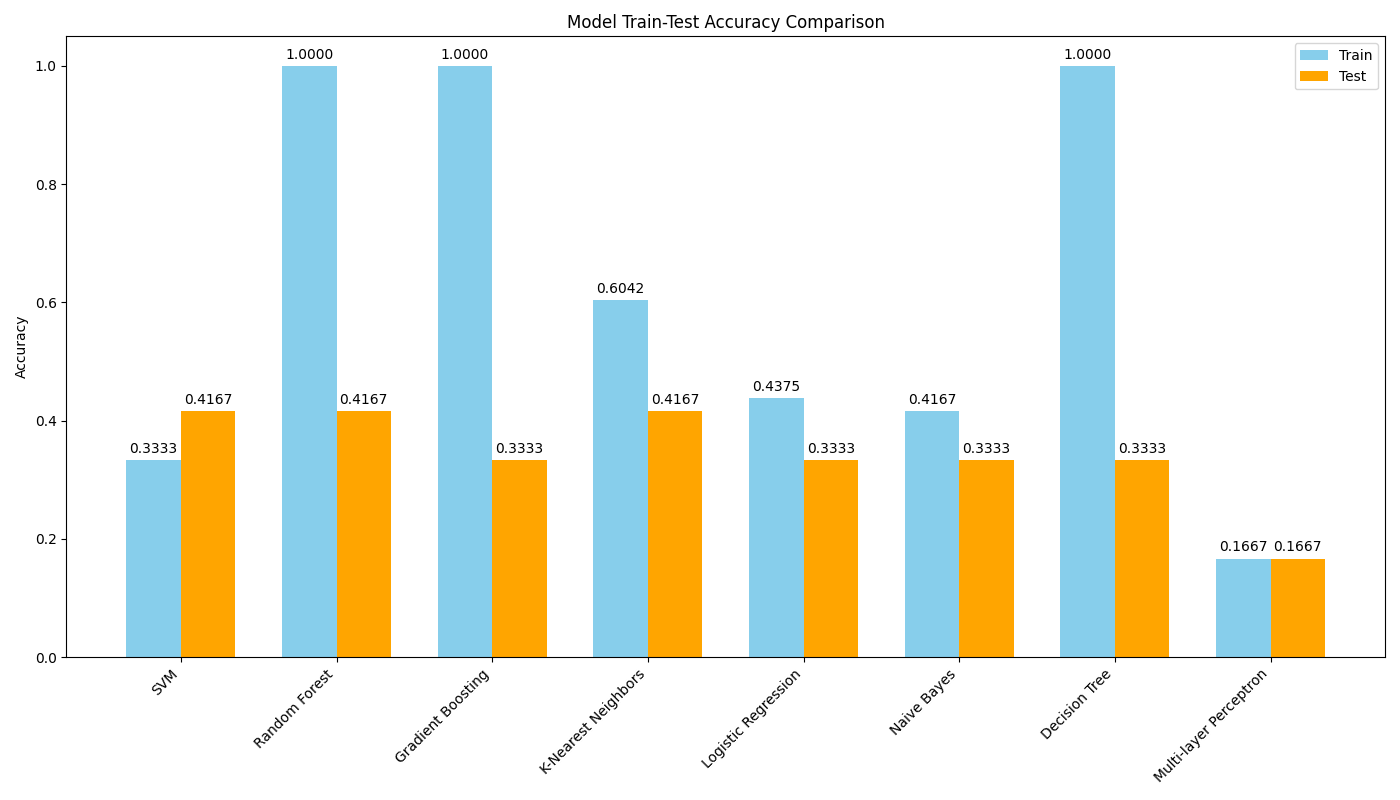 Model Train-Test Accuracy Comparison
Train
Test
Accuracy
1.0
0.8
0.6
0.4
0.2
0.0
0.3333
0.4167
1.0000
0.4167
1.0000
0.3333
0.6042
0.4167
0.4375
0.3333
0.4167
0.3333
1.0000
0.3333
0.1667
0.1667
SVM
Random Forest
Gradient Boosting
K-Nearest Neighbors
Logistic Regression
Naive Bayes
Decision Tree
Multi-layer Perceptron